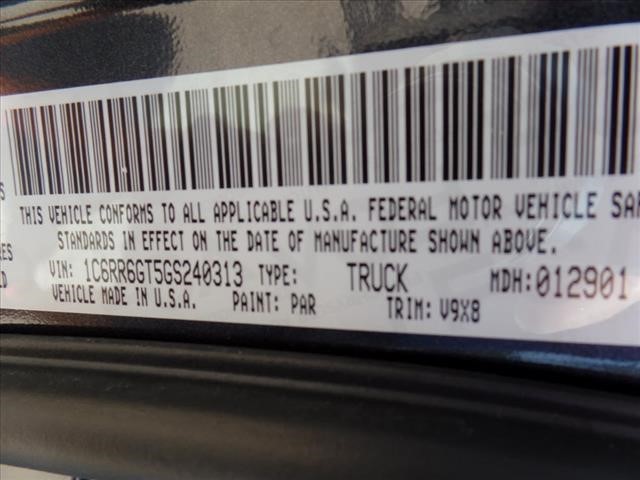 THIS VEHICLE CONFORMS TO ALL APPLICABLE U.S.A. FEDERAL MOTOR VEHICLE SAF
STANDARDS IN EFFECT ON THE DATE OF MANUFACTURE SHOWN ABOVE.
VIN: 1C6RR6GT5GS240313 TYPE: TRUCK MDH:012901
VEHICLE MADE IN U.S.A. PAINT: PAR TRIM: V9X8